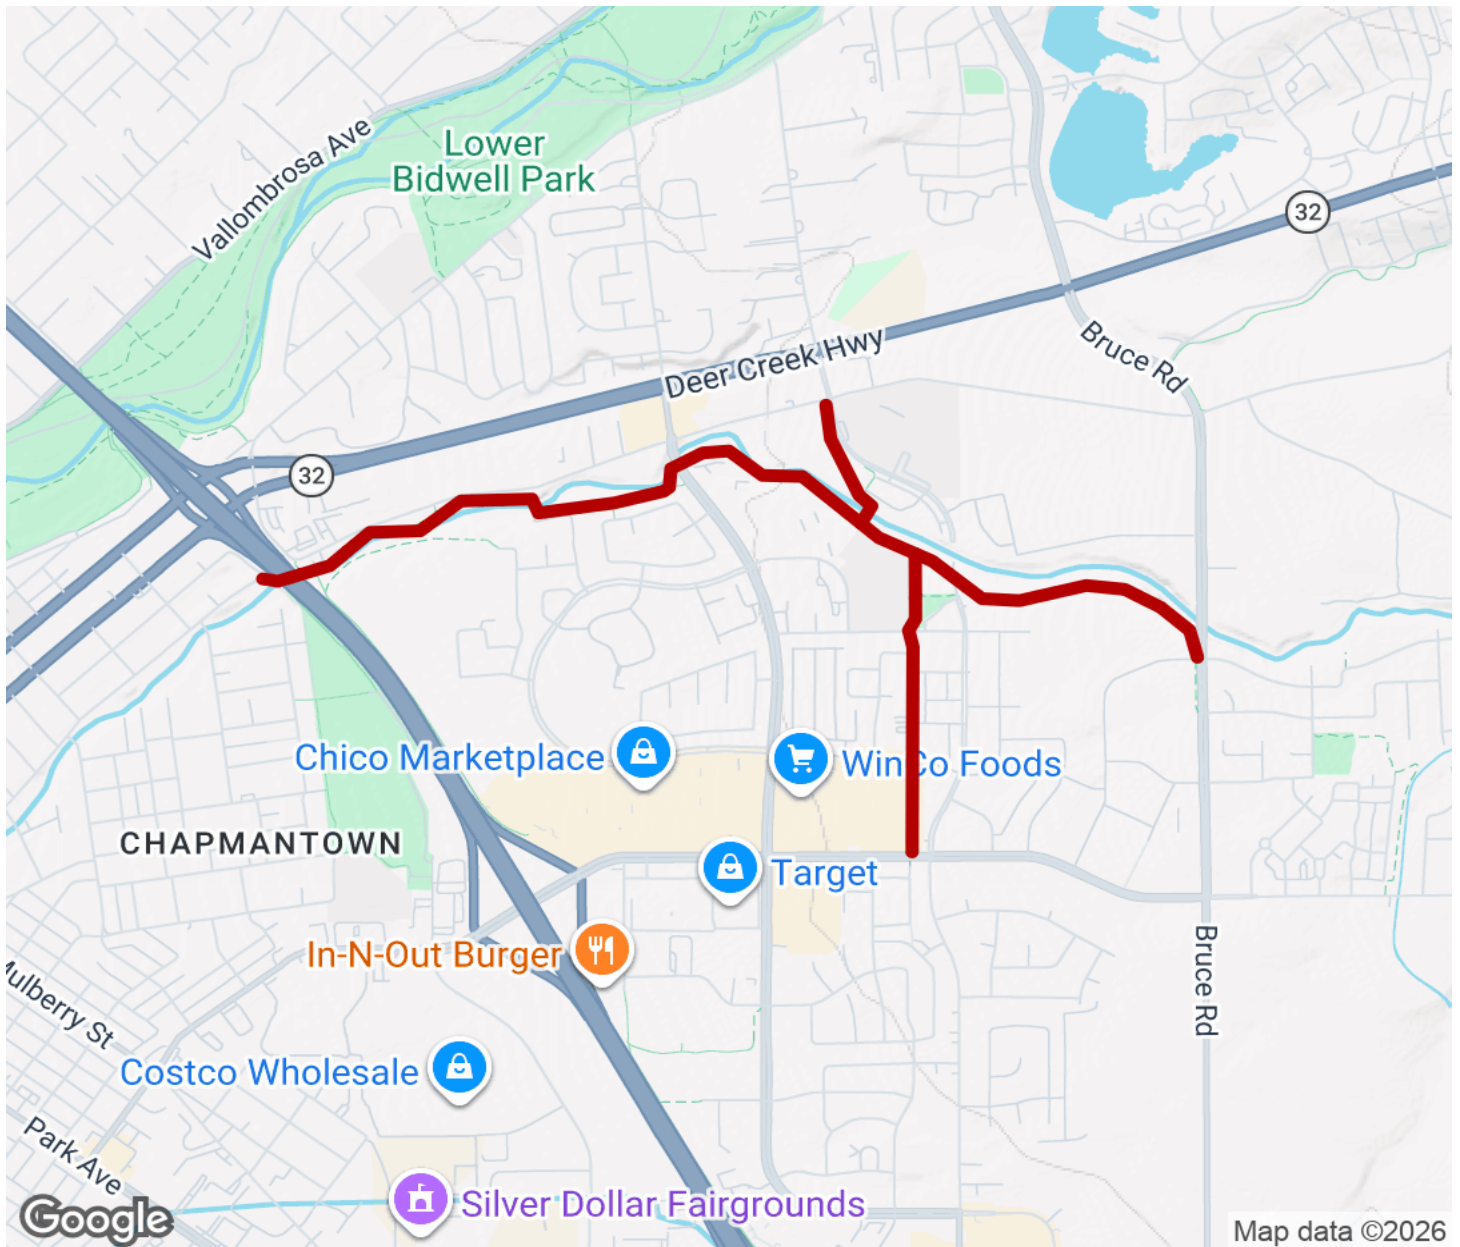 Vallombrosa Ave
Lower
Bidwell Park
32
Deer Creek Hwy
Bruce Rd
32
Chico Marketplace
WinCo Foods
CHAPMANTOWN
Target
In-N-Out Burger
Bruce Rd
Mulberry St
Costco Wholesale
Park Ave
Silver Dollar Fairgrounds
Google
Map data ©2026